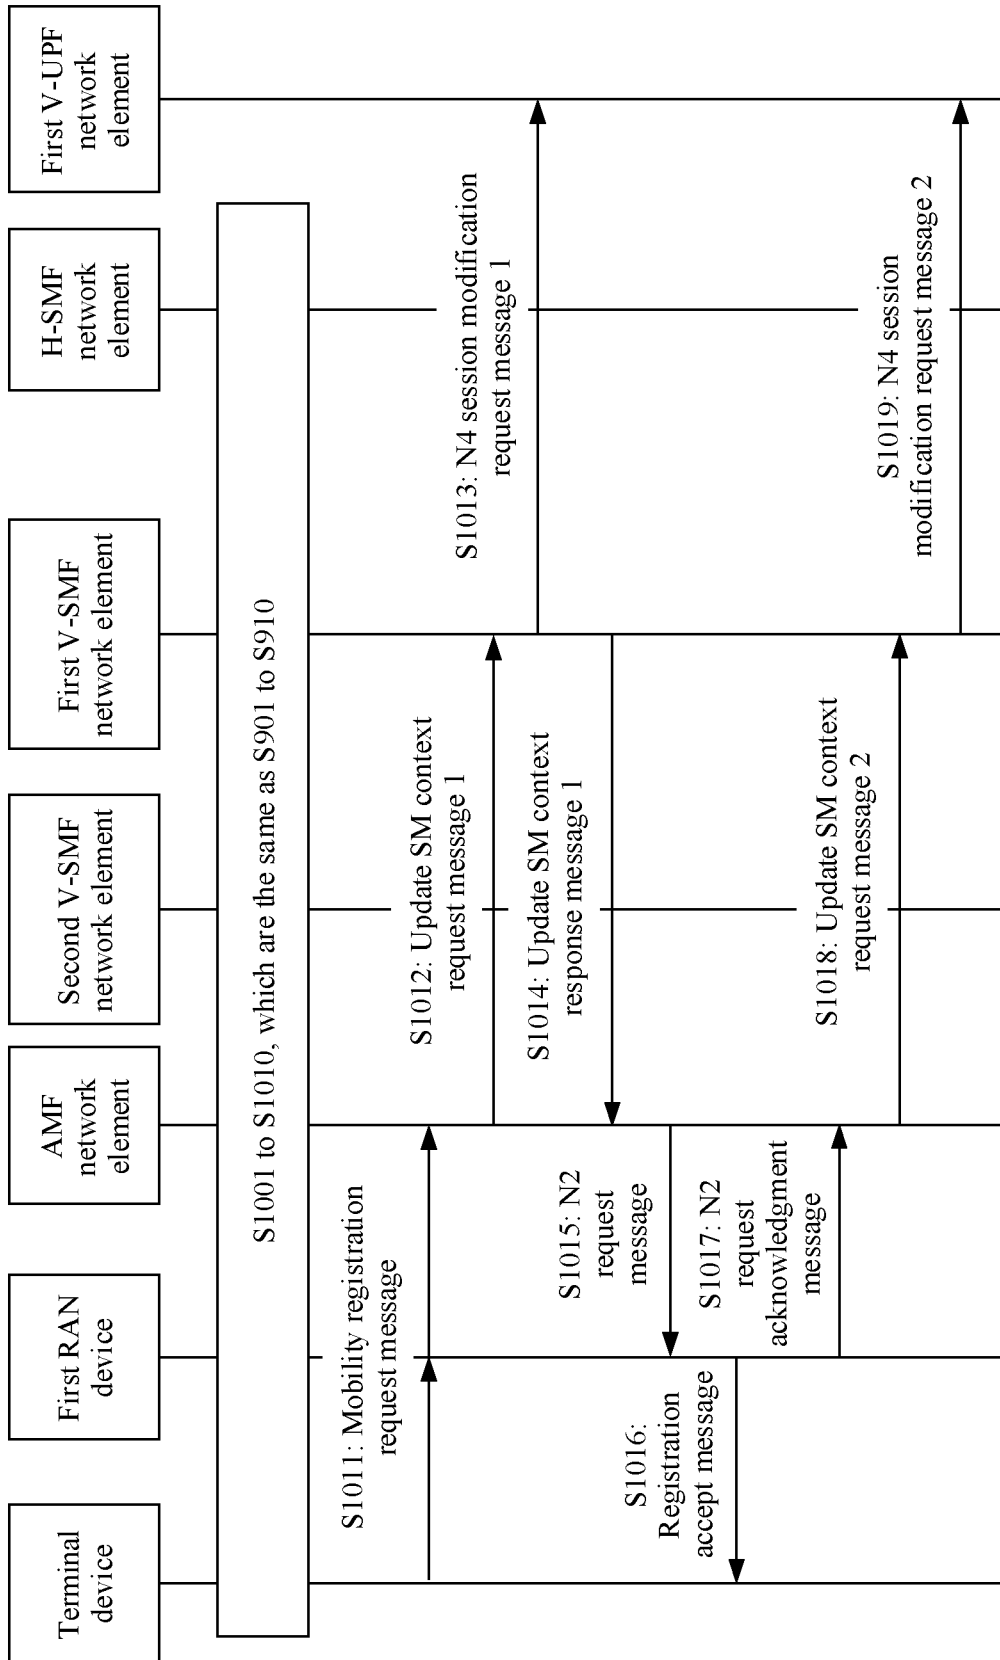 Terminal
device
First RAN
device
AMF
network
element
Second V-SMF
network element
First V-SMF
network element
H-SMF
network
element
First V-UPF
network
element
S1001 to S1010, which are the same as S901 to S910
S1011: Mobility registration
request message
S1012: Update SM context
request message 1
S1013: N4 session modification
request message 1
S1014: Update SM context
response message 1
S1015: N2
request
message
S1016:
Registration
accept message
S1017: N2
request
acknowledgment
message
S1018: Update SM context
request message 2
S1019: N4 session
modification request message 2